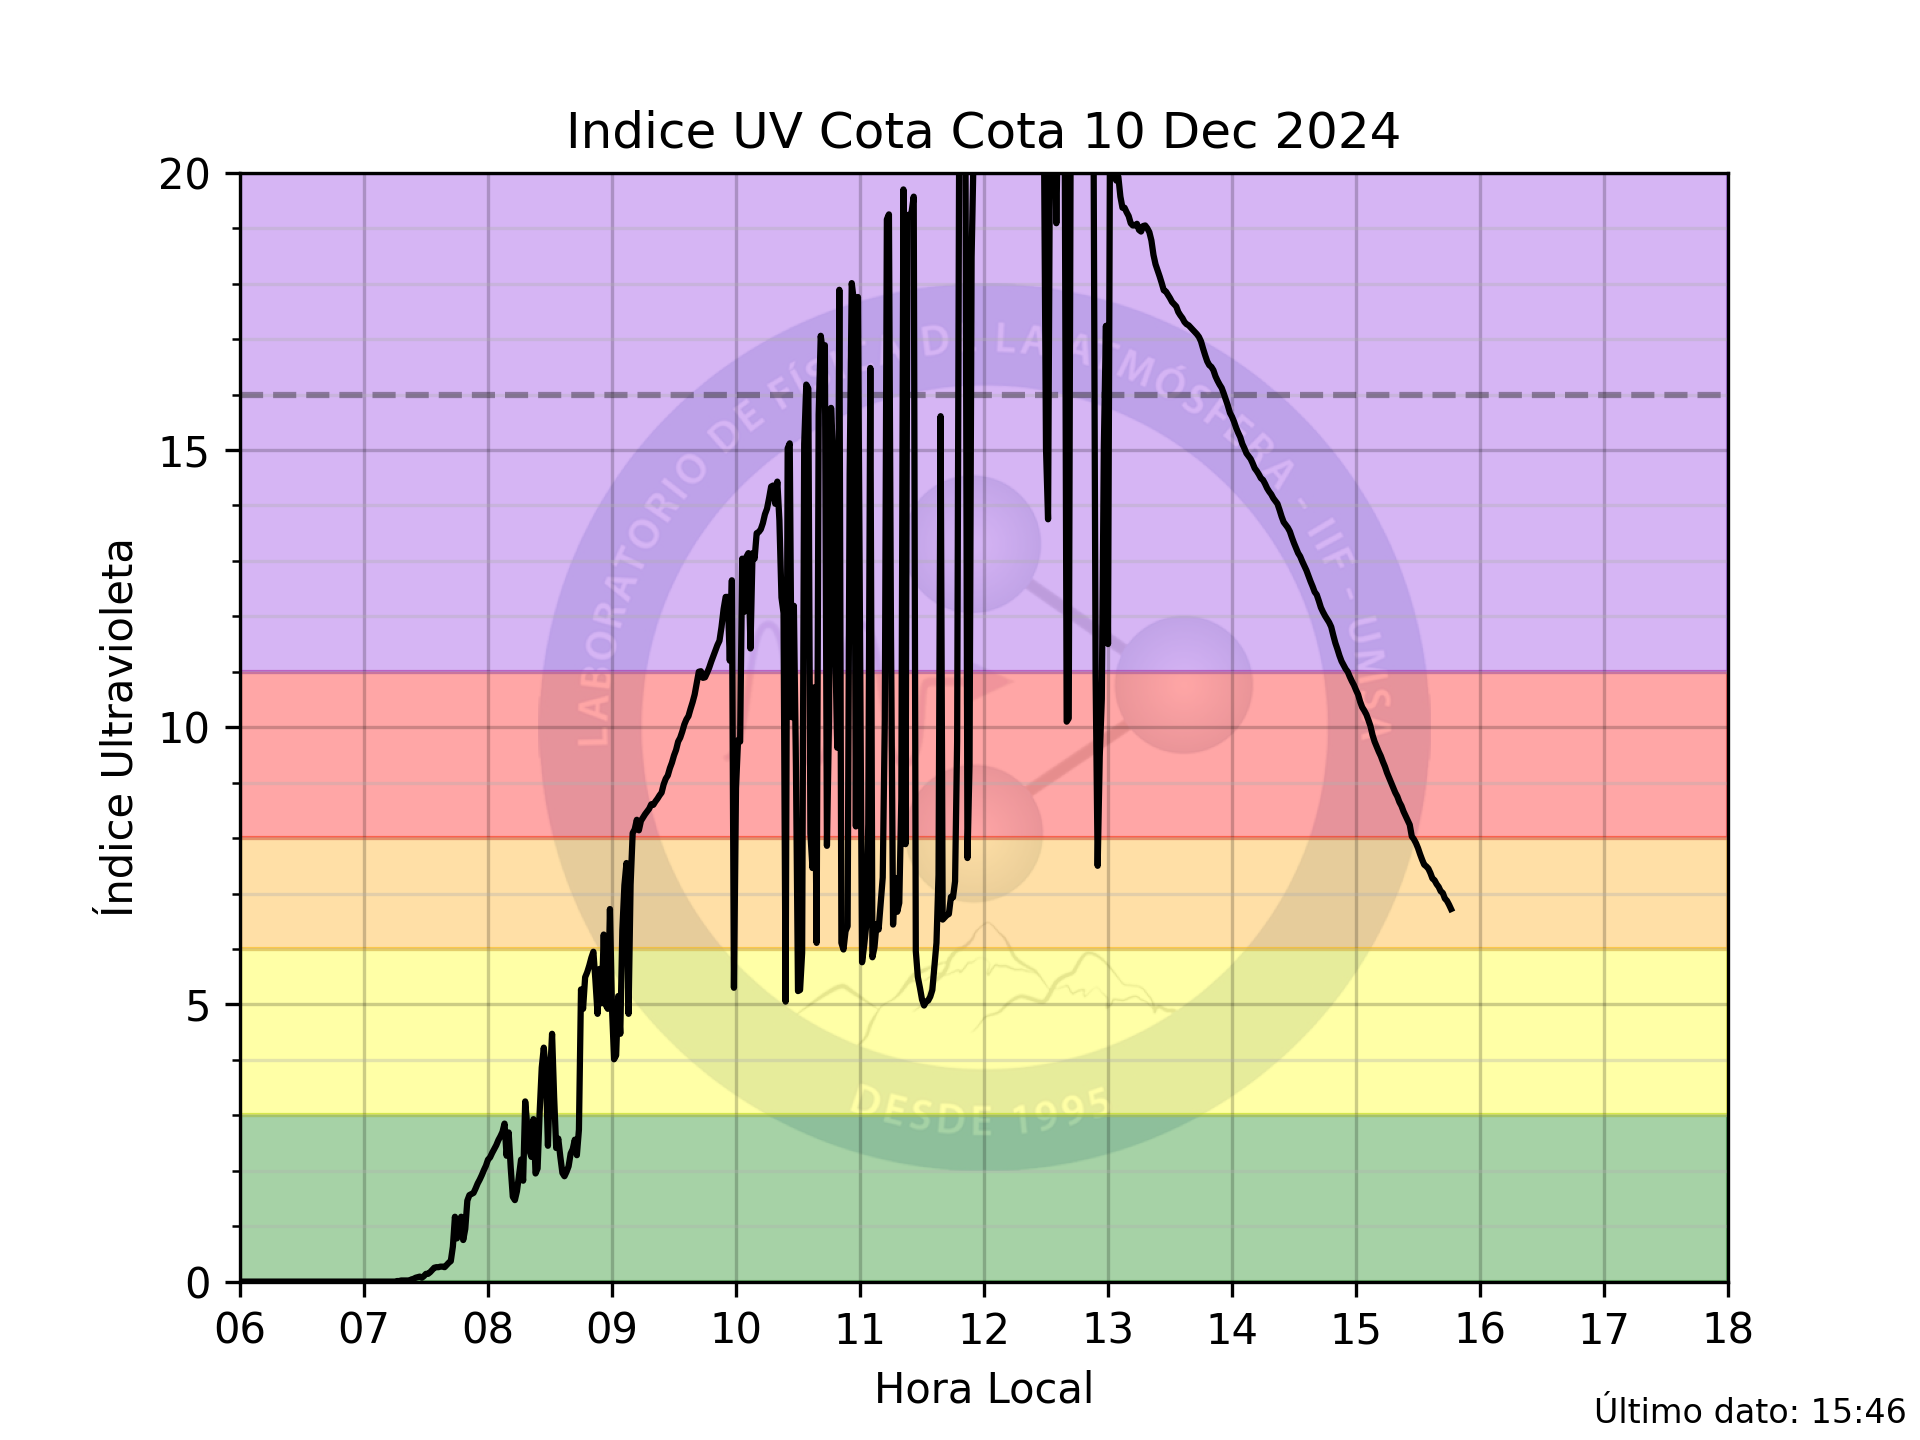 Indice UV Cota Cota 10 Dec 2024
20
15
10
5
0
Índice Ultravioleta
LABORATORIO DE FÍSICA DE LA ATMÓSFERA - IIF - UMSA
DESDE 1995
06 07 08 09 10 11 12 13 14 15 16 17 18
Hora Local
Último dato: 15:46